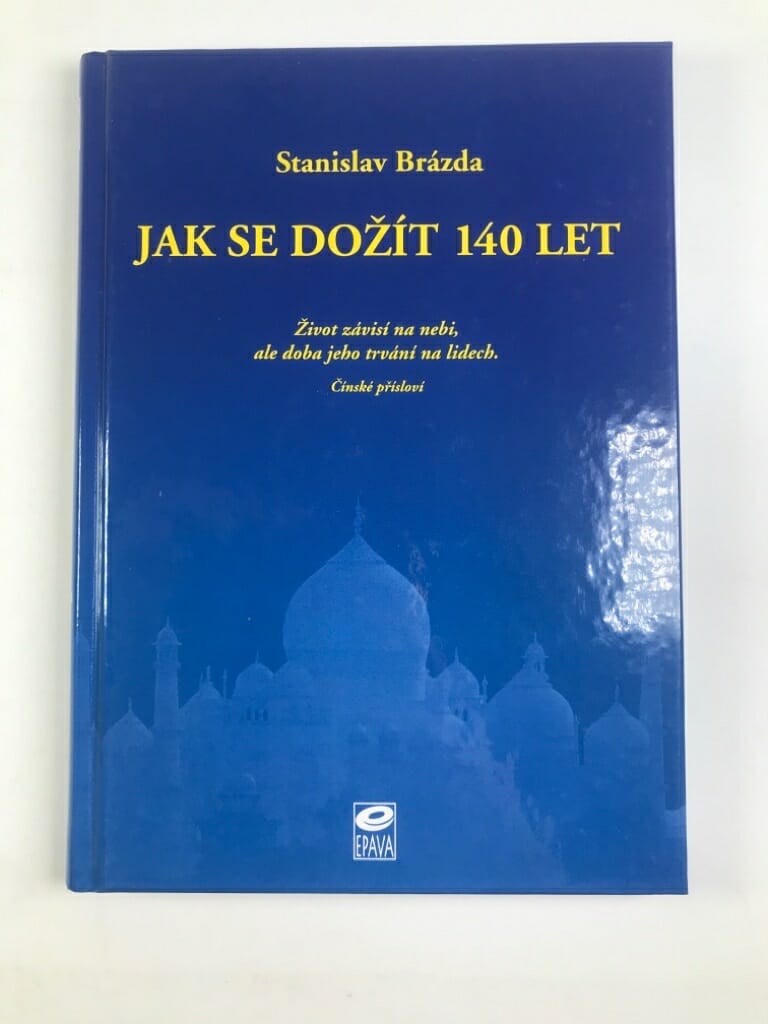 Stanislav Brázda
JAK SE DOŽÍT 140 LET
Život závisí na nebi,
ale doba jeho trvání na lidech.
Čínské přísloví
e
EPAVA